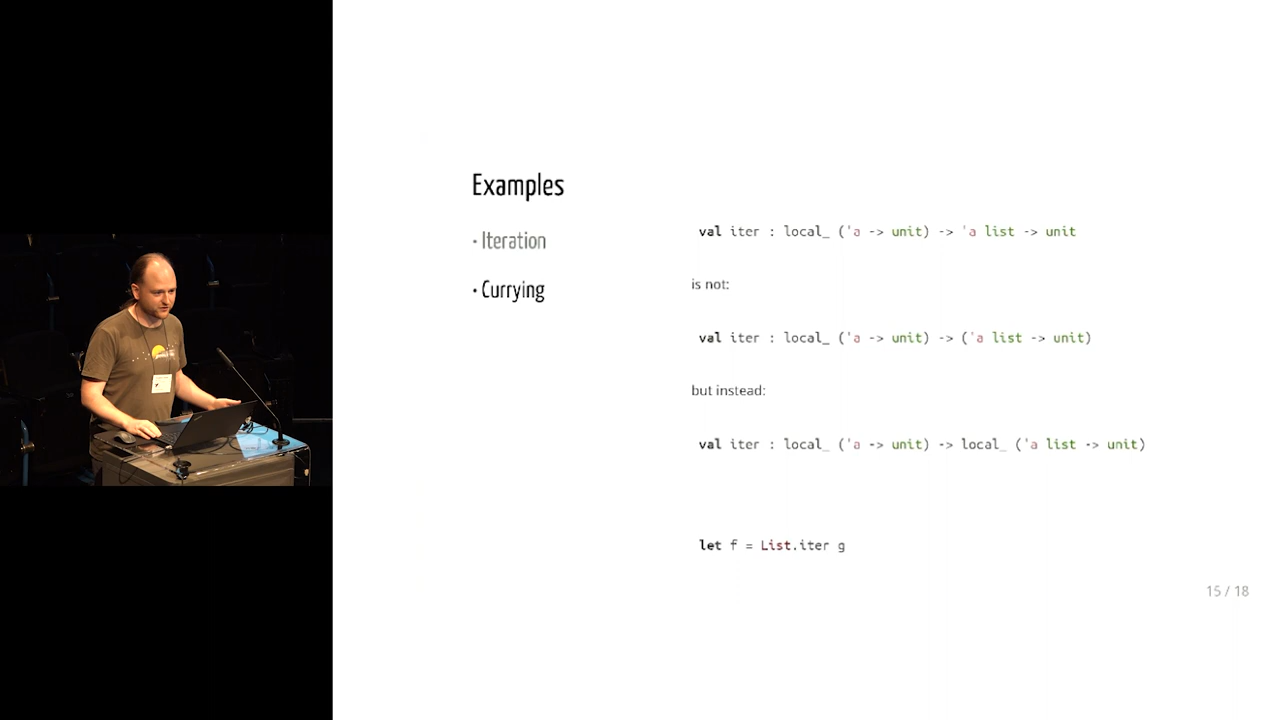 Examples
• Iteration
• Currying
val iter : local_ ('a -> unit) -> 'a list -> unit
is not:
val iter : local_ ('a -> unit) -> ('a list -> unit)
but instead:
val iter : local_ ('a -> unit) -> local_ ('a list -> unit)
let f = List.iter g
15 / 18